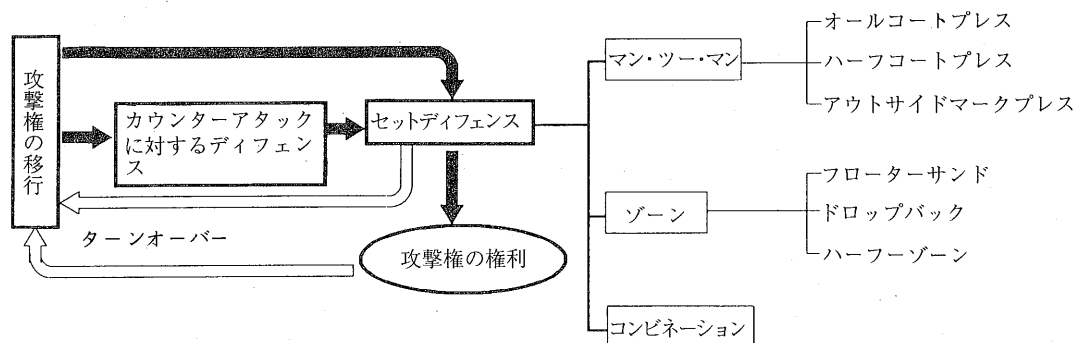 攻撃権の移行
カウンターアタック
に対するディフェン
ス
セットディフェンス
ターンオーバー
攻撃権の権利
マン・ツー・マン
オールコートプレス
ハーフコートプレス
アウトサイドマークプレス
ゾーン
フローターサンド
ドロップバック
ハーフーゾーン
コンビネーション